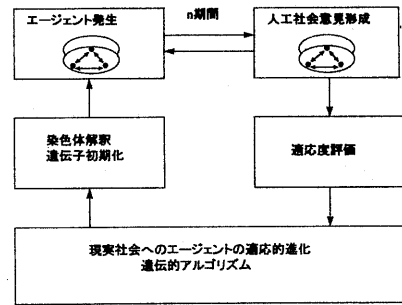 エージェント発生
n期間
人工社会意見形成
染色体解釈
遺伝子初期化
適応度評価
現実社会へのエージェントの適応的進化
遺伝的アルゴリズム